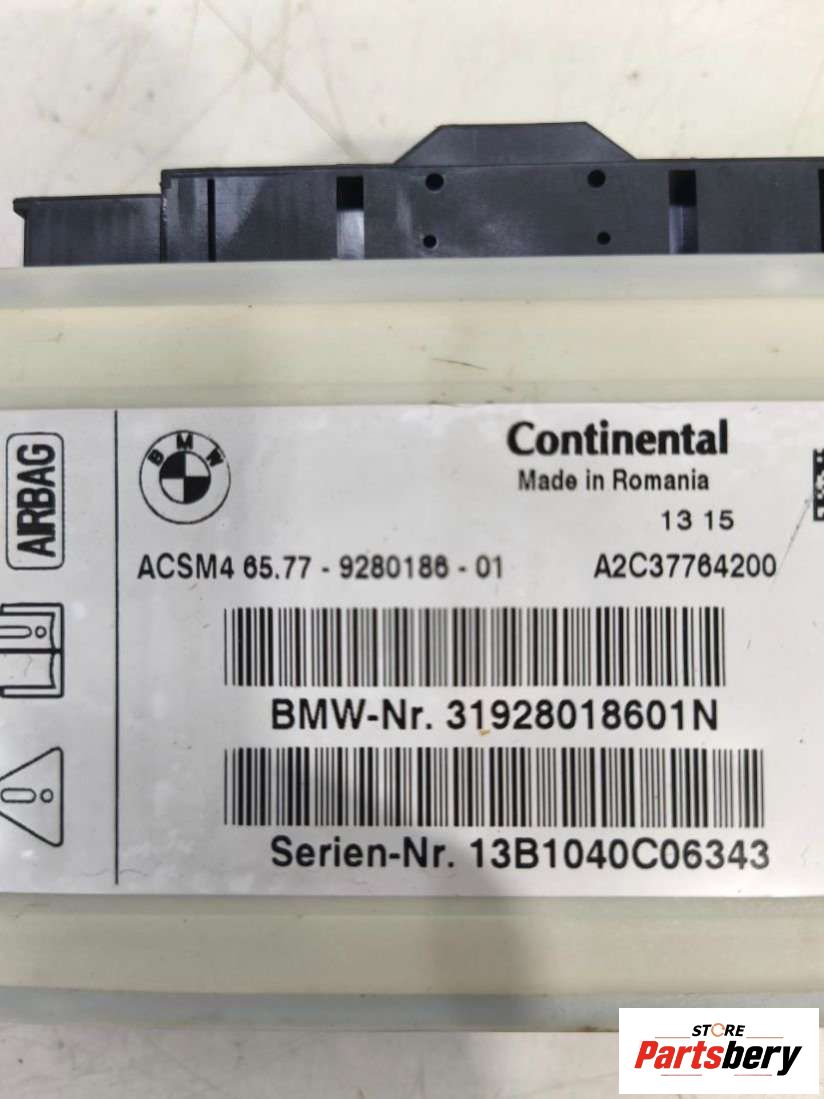 AIRBAG
BMW
Continental
Made in Romania
13 15
ACSM4 65.77 - 9280186 - 01
A2C37764200
BMW-Nr. 31928018601N
Serien-Nr. 13B1040C06343
STORE
Partsbery